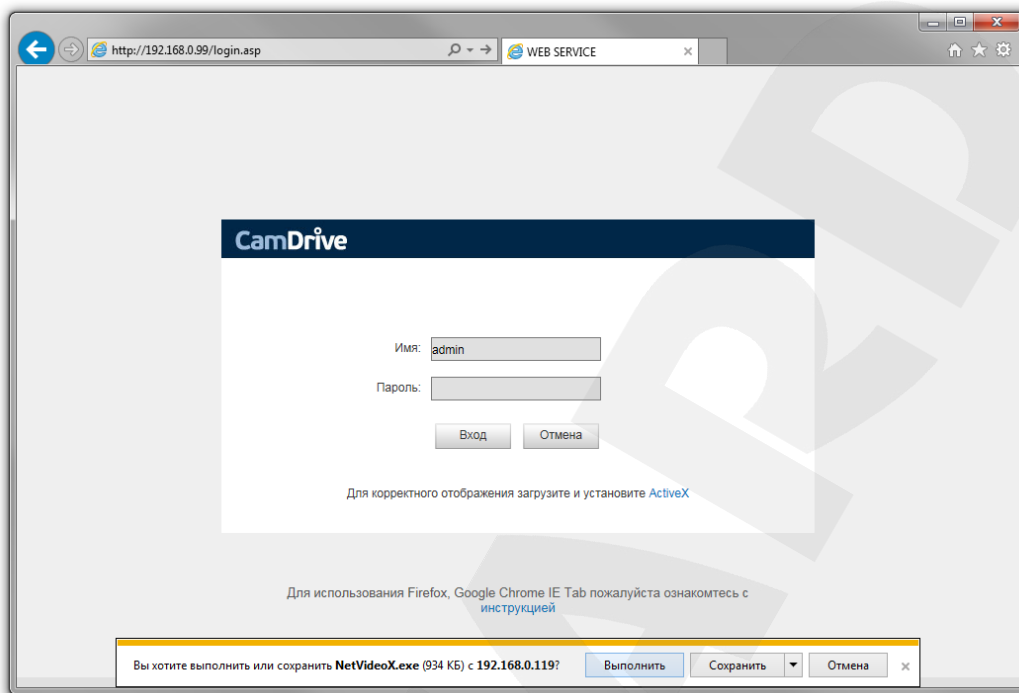 http://192.168.0.99/login.asp
WEB SERVICE
CamDrive
Имя:
admin
Пароль:
Вход
Отмена
Для корректного отображения загрузите и установите ActiveX
Для использования Firefox, Google Chrome IE Tab пожалуйста ознакомтесь с
инструкцией
Вы хотите выполнить или сохранить NetVideoX.exe (934 КБ) с 192.168.0.119?
Выполнить
Сохранить
Отмена